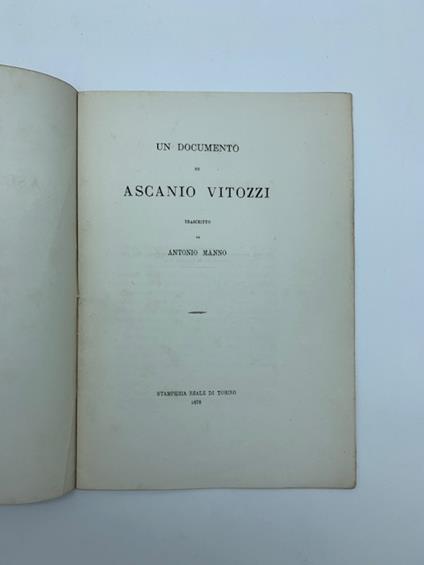 UN DOCUMENTO
DI
ASCANIO VITOZZI
TRASCRITTO
DA
ANTONIO MANNO
STAMPERIA REALE DI TORINO
1878